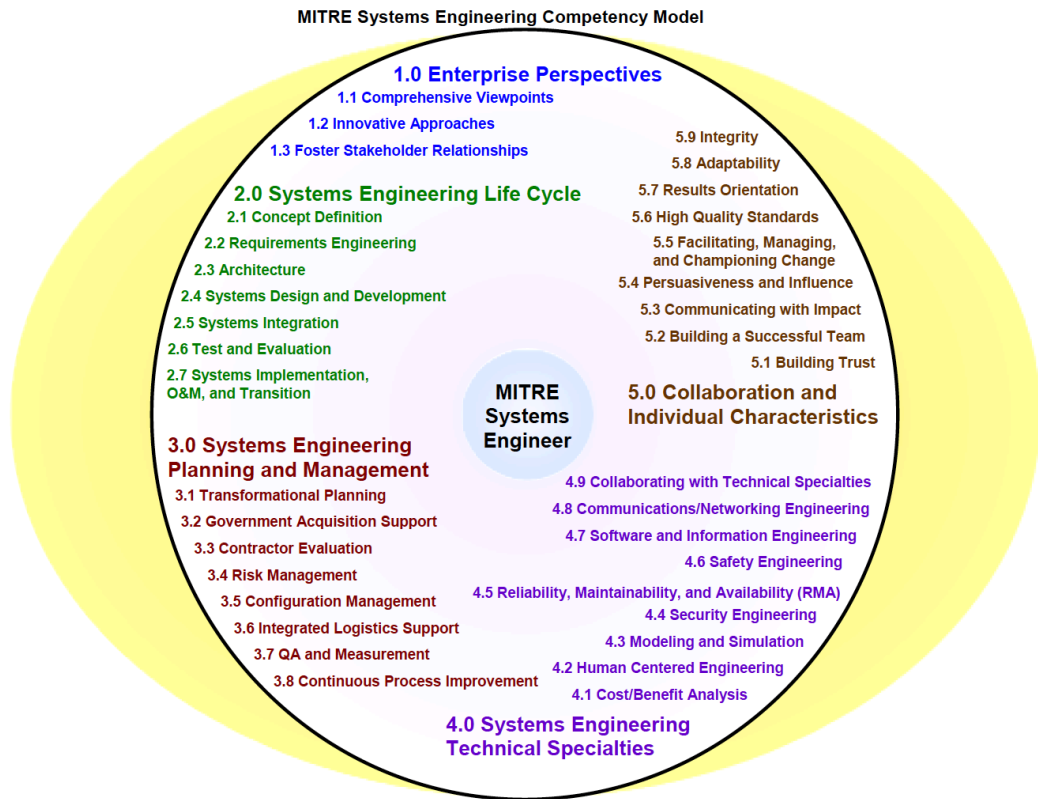 MITRE Systems Engineering Competency Model
1.0 Enterprise Perspectives
1.1 Comprehensive Viewpoints
1.2 Innovative Approaches
1.3 Foster Stakeholder Relationships
2.0 Systems Engineering Life Cycle
2.1 Concept Definition
2.2 Requirements Engineering
2.3 Architecture
2.4 Systems Design and Development
2.5 Systems Integration
2.6 Test and Evaluation
2.7 Systems Implementation,
O&M, and Transition
3.0 Systems Engineering
Planning and Management
3.1 Transformational Planning
3.2 Government Acquisition Support
3.3 Contractor Evaluation
3.4 Risk Management
3.5 Configuration Management
3.6 Integrated Logistics Support
3.7 QA and Measurement
3.8 Continuous Process Improvement
MITRE
Systems
Engineer
5.9 Integrity
5.8 Adaptability
5.7 Results Orientation
5.6 High Quality Standards
5.5 Facilitating, Managing,
and Championing Change
5.4 Persuasiveness and Influence
5.3 Communicating with Impact
5.2 Building a Successful Team
5.1 Building Trust
5.0 Collaboration and
Individual Characteristics
4.9 Collaborating with Technical Specialties
4.8 Communications/Networking Engineering
4.7 Software and Information Engineering
4.6 Safety Engineering
4.5 Reliability, Maintainability, and Availability (RMA)
4.4 Security Engineering
4.3 Modeling and Simulation
4.2 Human Centered Engineering
4.1 Cost/Benefit Analysis
4.0 Systems Engineering
Technical Specialties